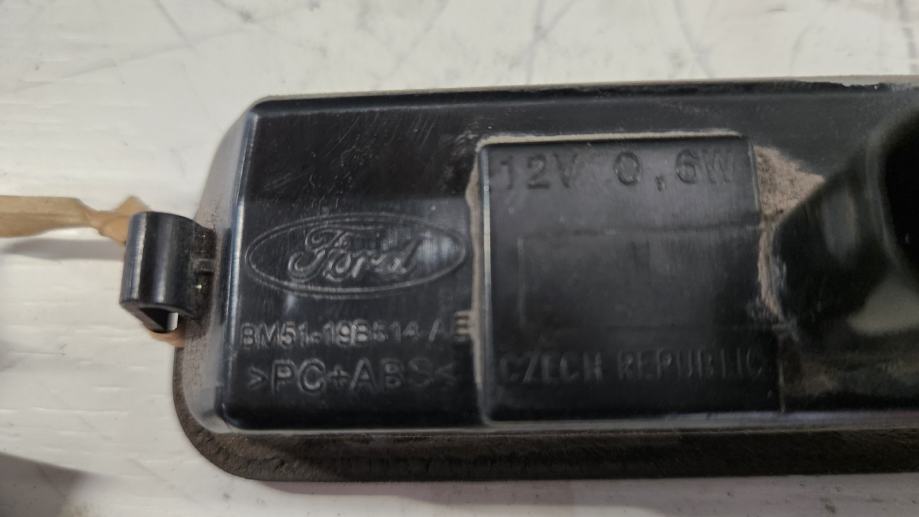 12V 0,6W
Ford
BM51-19B514-AE
>PC+ABS<
CZECH REPUBLIC